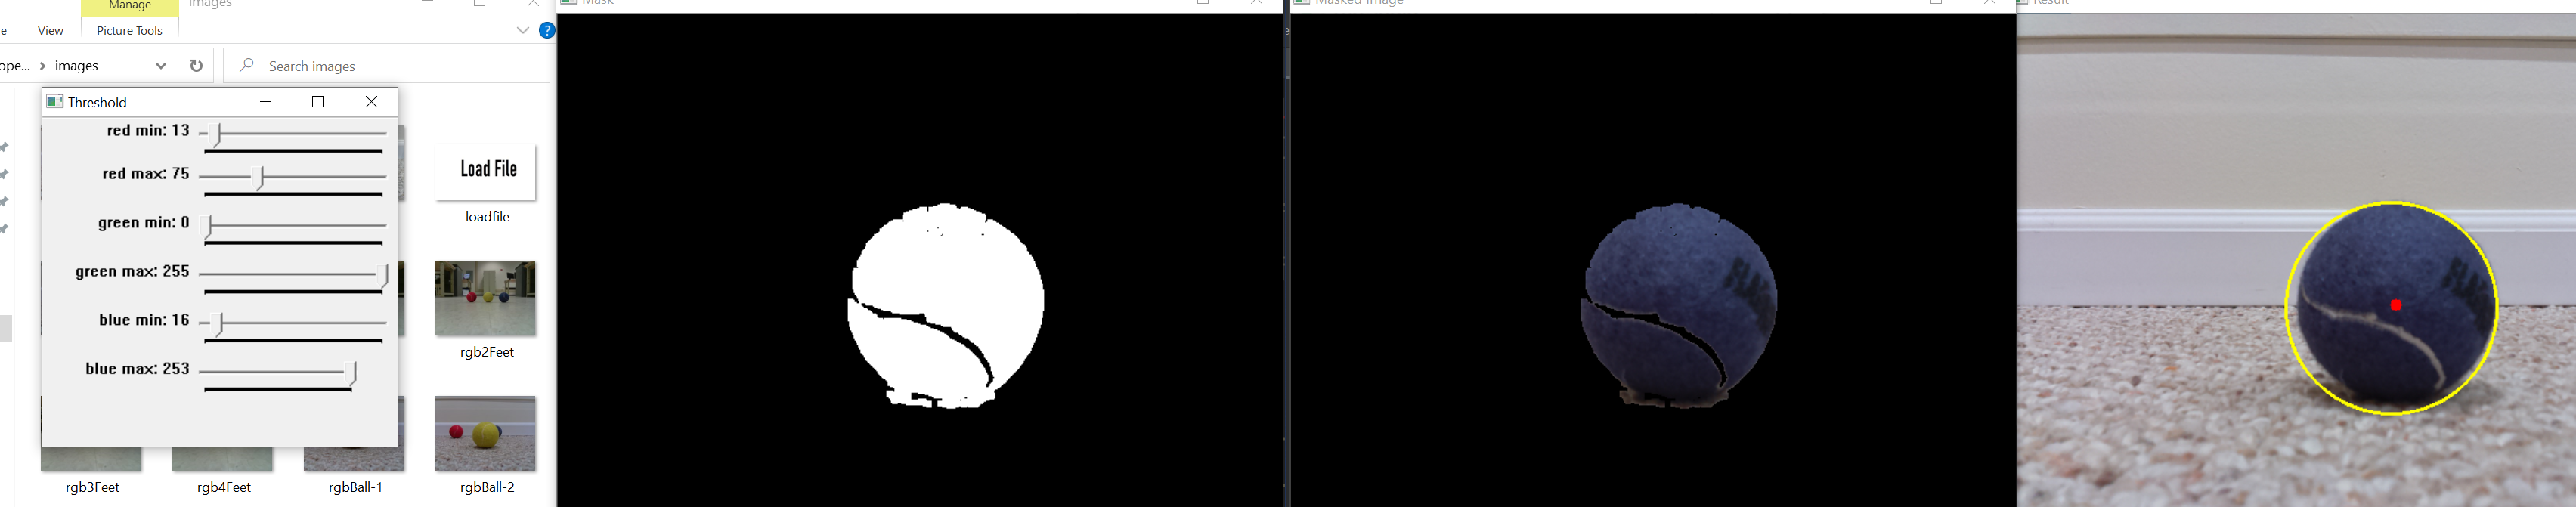 Manage
images
View
Picture Tools
?
ope...
images
Search images
Threshold
red min: 13
red max: 75
green min: 0
green max: 255
blue min: 16
blue max: 253
Load File
loadfile
rgb2Feet
rgb3Feet
rgb4Feet
rgbBall-1
rgbBall-2
Mask
Masked Image
Result